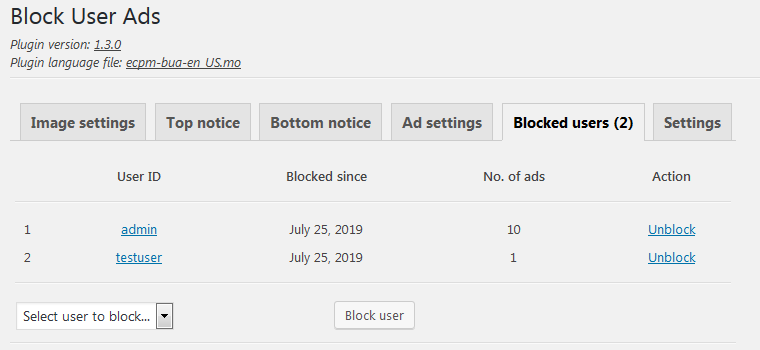 Block User Ads
Plugin version: 1.3.0
Plugin language file: ecpm-bua-en_US.mo
Image settings Top notice Bottom notice Ad settings Blocked users (2) Settings
User ID Blocked since No. of ads Action
1 admin July 25, 2019 10 Unblock
2 testuser July 25, 2019 1 Unblock
Select user to block... Block user